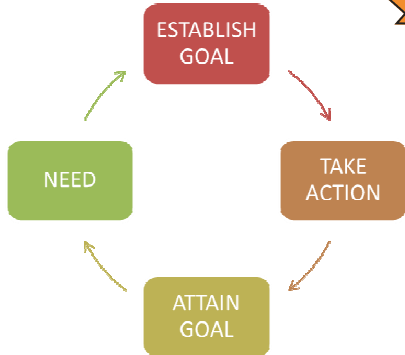 ESTABLISH
GOAL
TAKE
ACTION
ATTAIN
GOAL
NEED